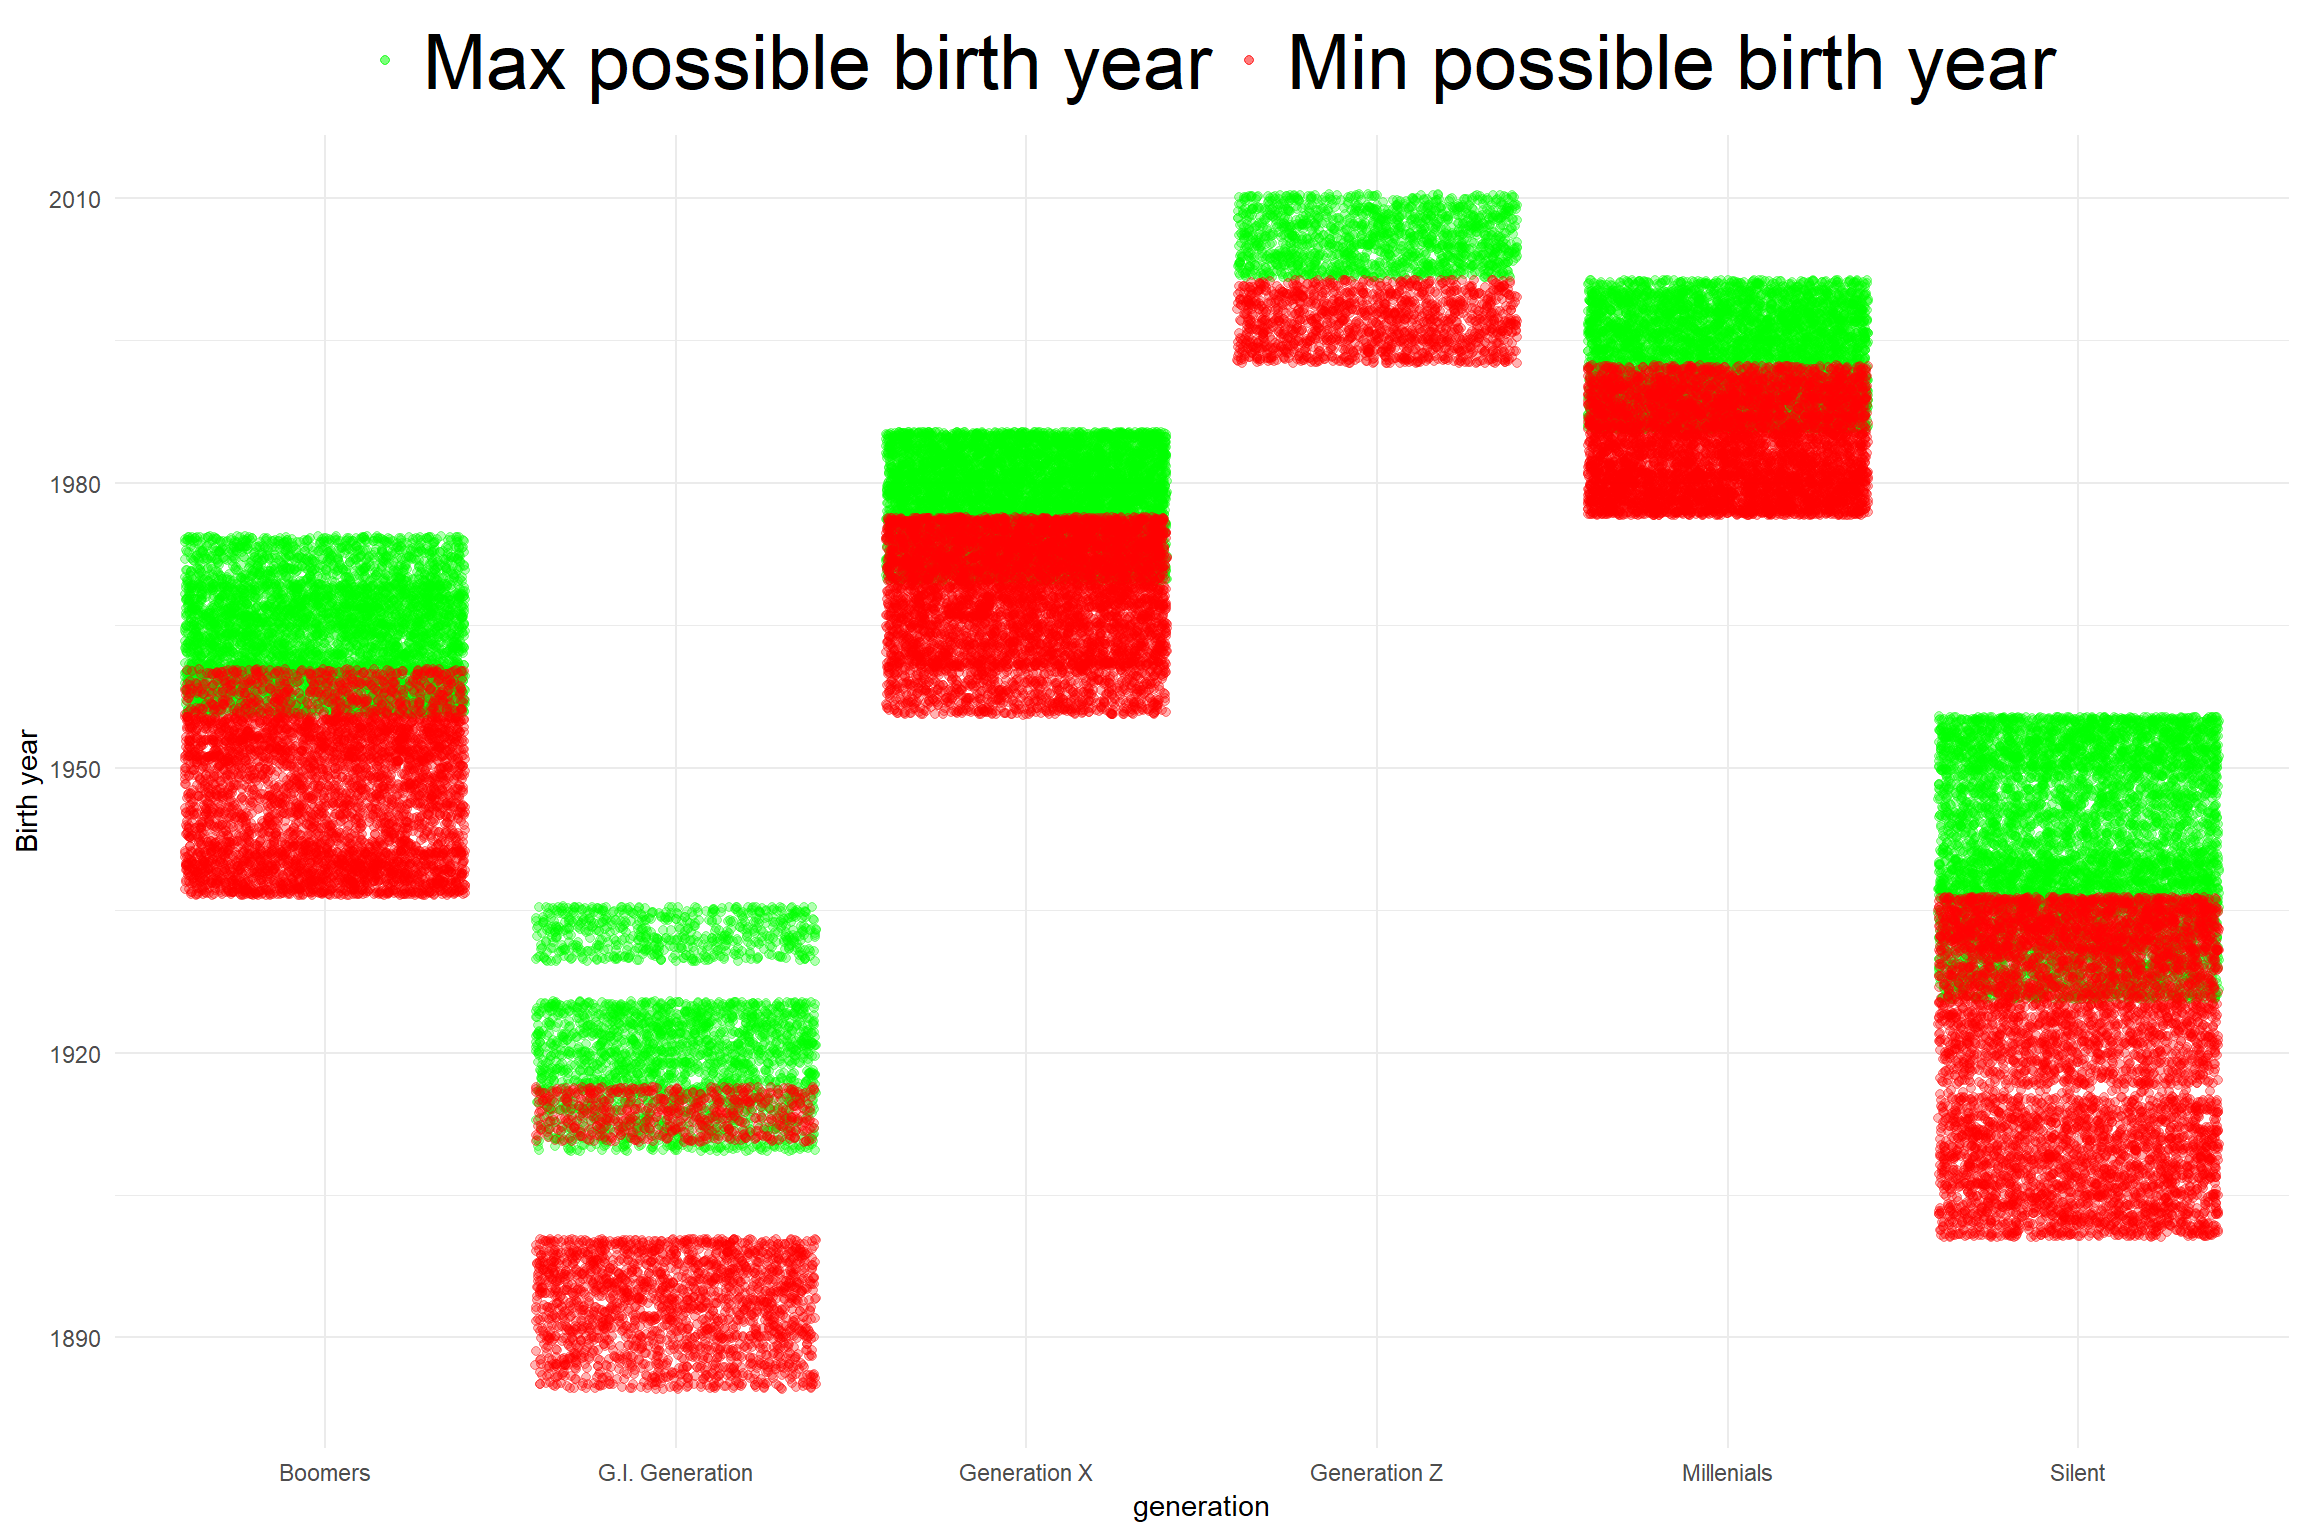 Max possible birth year Min possible birth year
2010
1980
1950
1920
1890
Birth year
Boomers G.I. Generation Generation X Generation Z Millenials Silent
generation